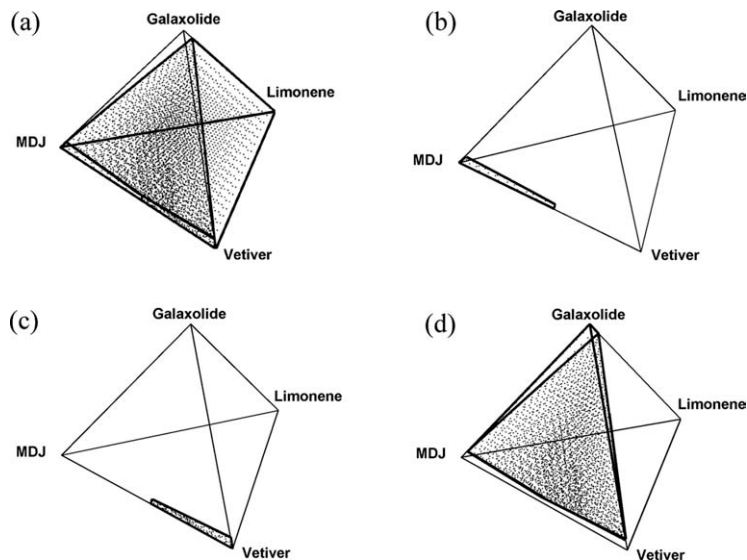 (a)
Galaxolide
Limonene
MDJ
Vetiver
(b)
Galaxolide
Limonene
MDJ
Vetiver
(c)
Galaxolide
Limonene
MDJ
Vetiver
(d)
Galaxolide
Limonene
MDJ
Vetiver